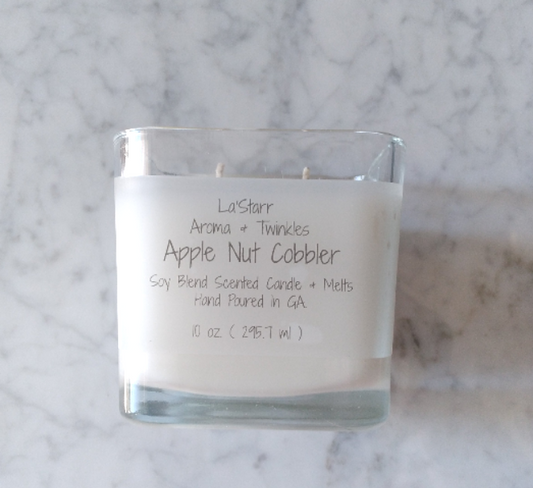 La'Starr
Aroma + Twinkles
Apple Nut Cobbler
Soy Blend Scented Candle + Melts
Hand Poured in GA.
10 oz ( 295.7 ml )